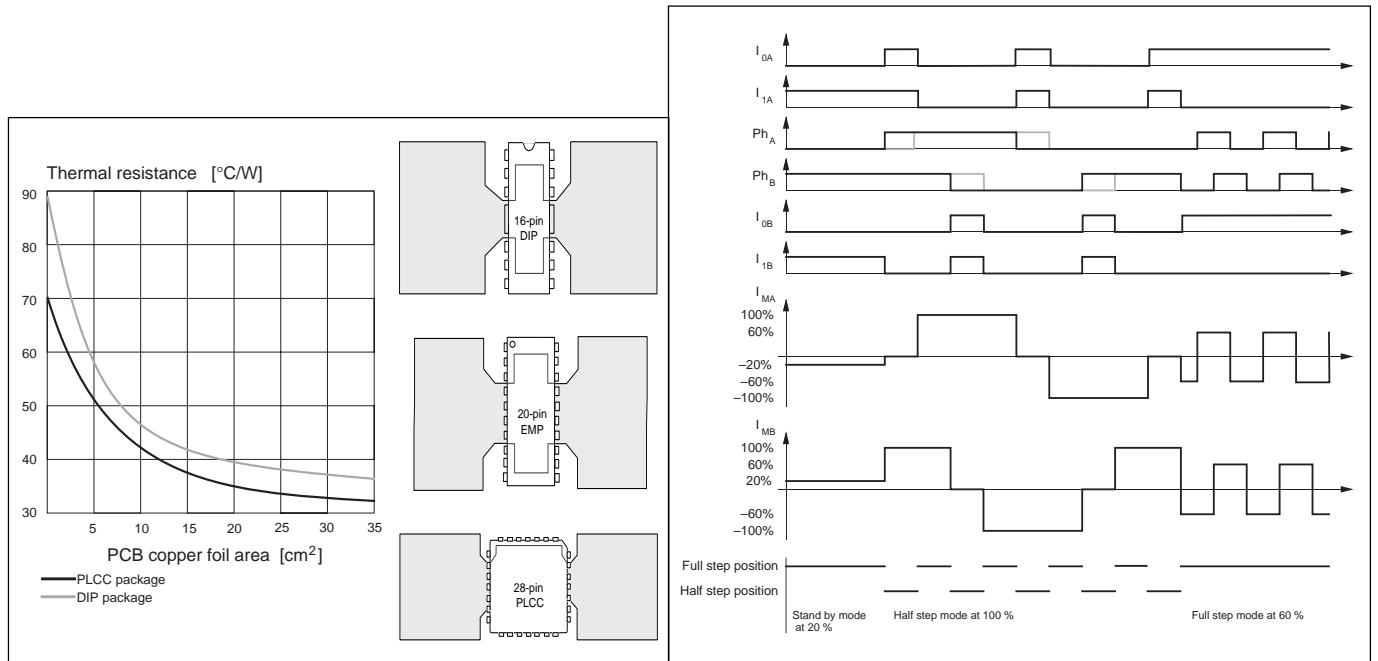 Thermal resistance [°C/W]
90
80
70
60
50
40
30
5 10 15 20 25 30 35
PCB copper foil area [cm2]
PLCC package
DIP package
16-pin
DIP
20-pin
EMP
28-pin
PLCC
I0A
I1A
PhA
PhB
I0B
I1B
IMA
100%
60%
–20%
–60%
–100%
IMB
100%
60%
20%
–60%
–100%
Full step position
Half step position
Stand by mode
at 20 %
Half step mode at 100 %
Full step mode at 60 %